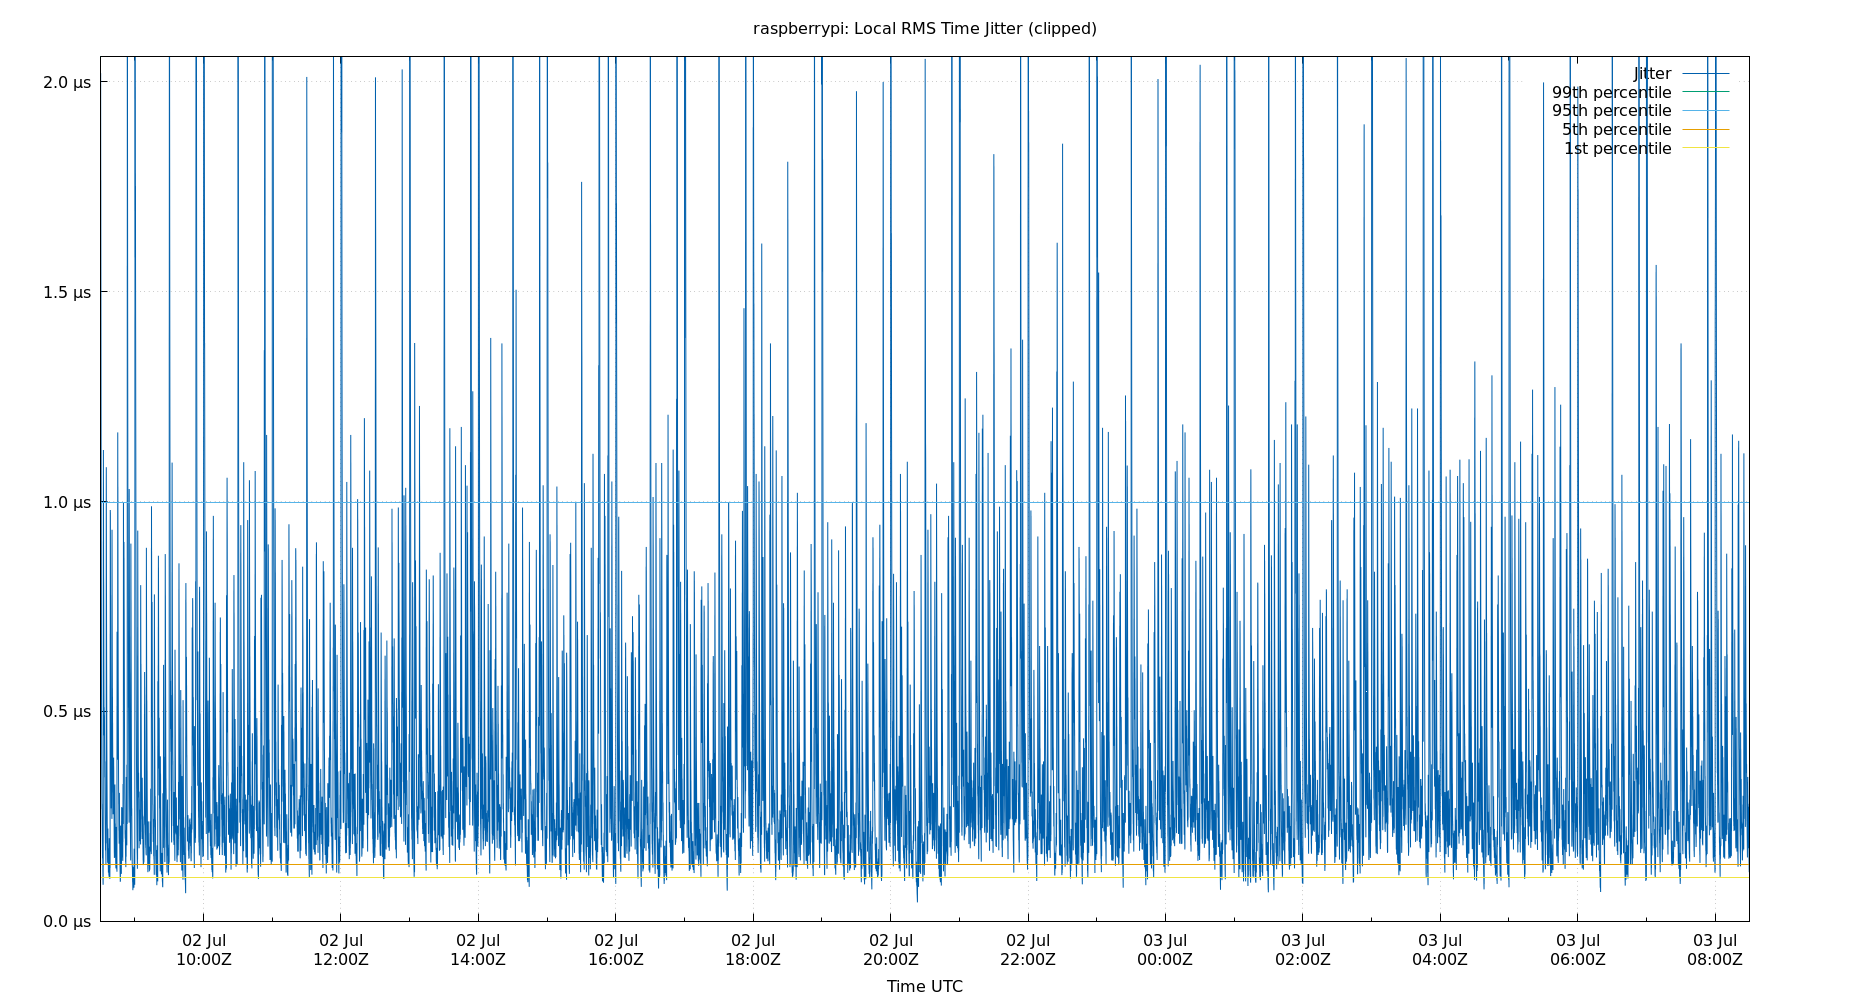 raspberrypi: Local RMS Time Jitter (clipped)
2.0 µs
1.5 µs
1.0 µs
0.5 µs
0.0 µs
Jitter
99th percentile
95th percentile
5th percentile
1st percentile
02 Jul 02 Jul 02 Jul 02 Jul 02 Jul 02 Jul 02 Jul 03 Jul 03 Jul 03 Jul 03 Jul 03 Jul
10:00Z 12:00Z 14:00Z 16:00Z 18:00Z 20:00Z 22:00Z 00:00Z 02:00Z 04:00Z 06:00Z 08:00Z
Time UTC